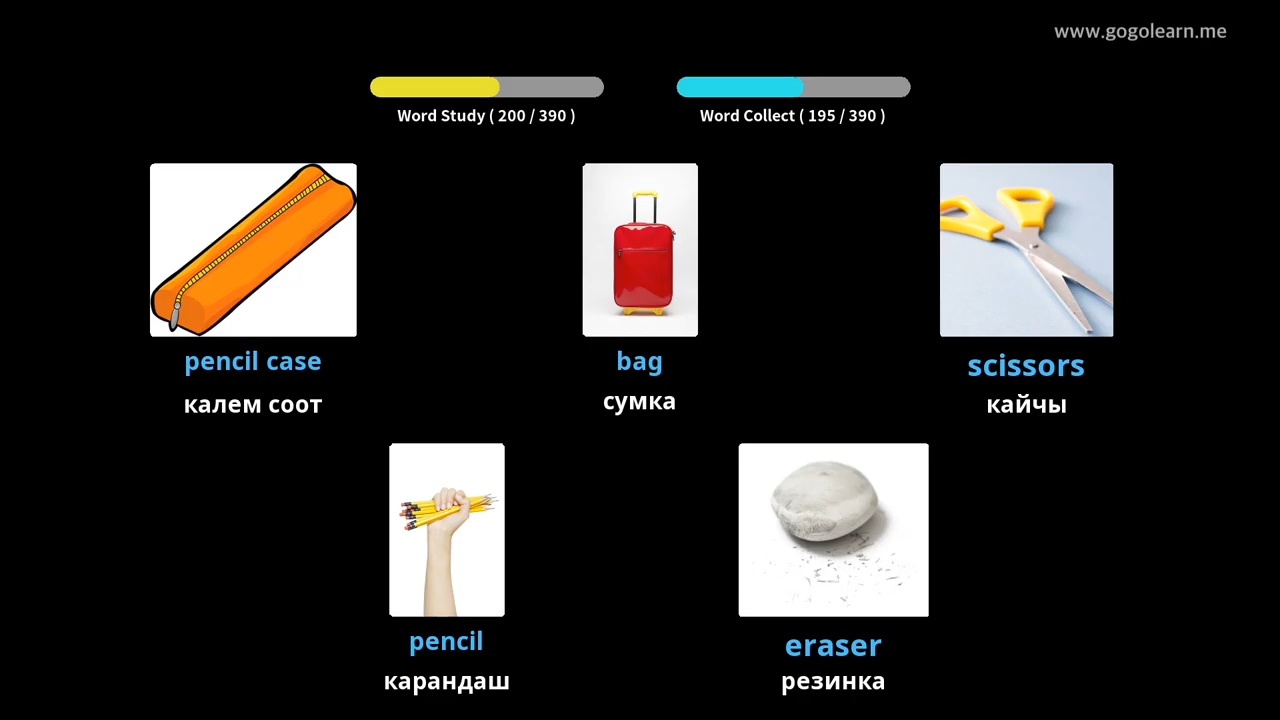 www.gogolearn.me
Word Study ( 200 / 390 )
Word Collect ( 195 / 390 )
pencil case
калем соот
bag
сумка
scissors
кайчы
pencil
карандаш
eraser
резинка